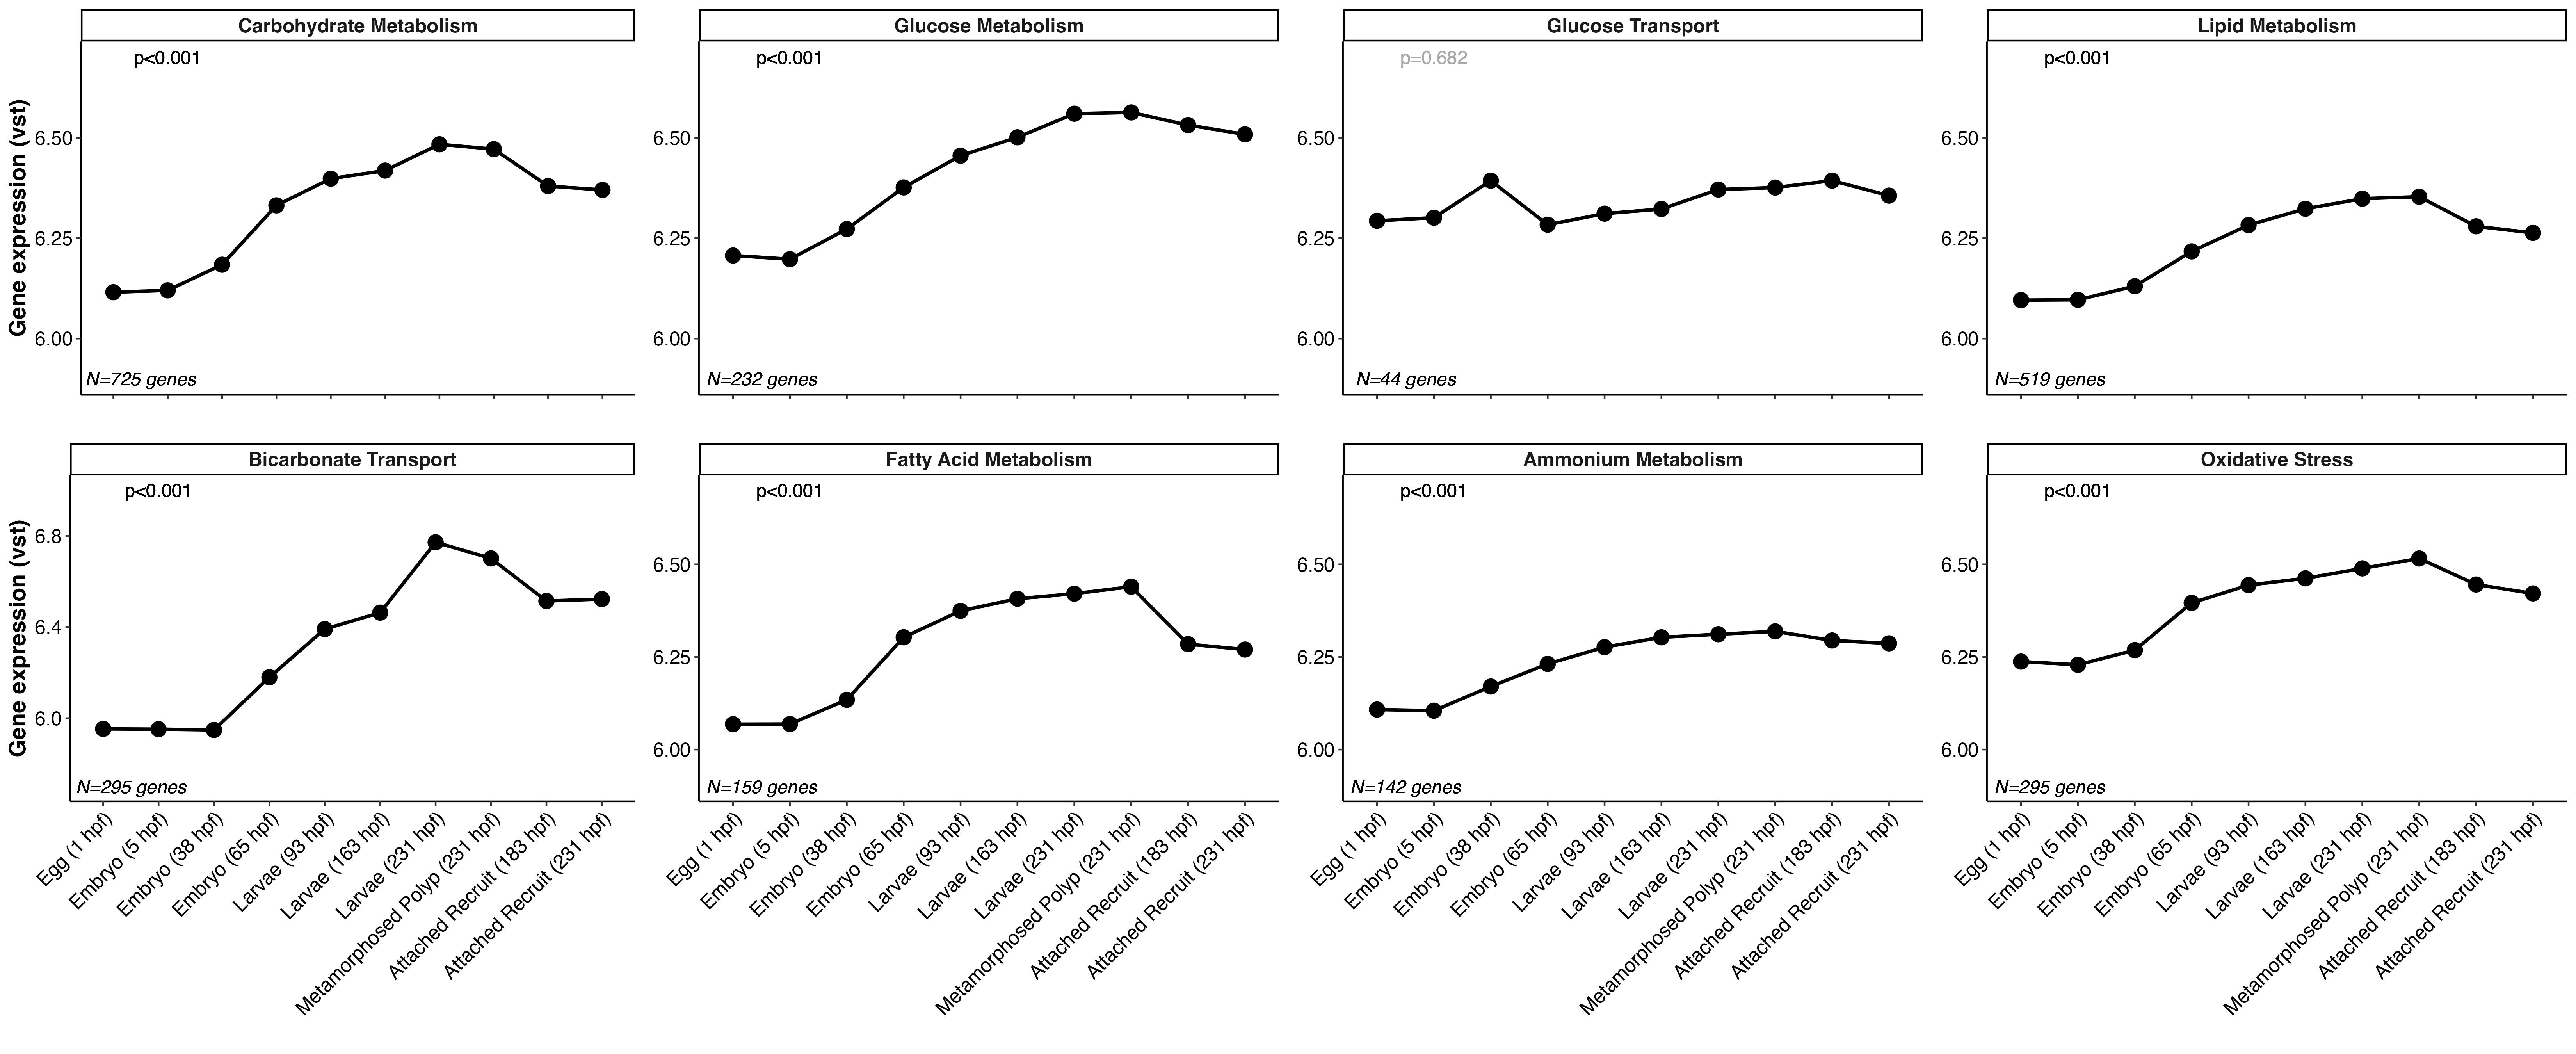 Carbohydrate Metabolism
Glucose Metabolism
Glucose Transport
Lipid Metabolism
p<0.001
p<0.001
p=0.682
p<0.001
Gene expression (vst)
6.50
6.25
6.00
6.50
6.25
6.00
6.50
6.25
6.00
6.50
6.25
6.00
N=725 genes
N=232 genes
N=44 genes
N=519 genes
Bicarbonate Transport
Fatty Acid Metabolism
Ammonium Metabolism
Oxidative Stress
p<0.001
p<0.001
p<0.001
p<0.001
Gene expression (vst)
6.8
6.4
6.0
6.50
6.25
6.00
6.50
6.25
6.00
6.50
6.25
6.00
N=295 genes
N=159 genes
N=142 genes
N=295 genes
Egg (1 hpf)
Embryo (5 hpf)
Embryo (38 hpf)
Embryo (65 hpf)
Larvae (93 hpf)
Larvae (163 hpf)
Larvae (231 hpf)
Metamorphosed Polyp (231 hpf)
Attached Recruit (183 hpf)
Attached Recruit (231 hpf)
Egg (1 hpf)
Embryo (5 hpf)
Embryo (38 hpf)
Embryo (65 hpf)
Larvae (93 hpf)
Larvae (163 hpf)
Larvae (231 hpf)
Metamorphosed Polyp (231 hpf)
Attached Recruit (183 hpf)
Attached Recruit (231 hpf)
Egg (1 hpf)
Embryo (5 hpf)
Embryo (38 hpf)
Embryo (65 hpf)
Larvae (93 hpf)
Larvae (163 hpf)
Larvae (231 hpf)
Metamorphosed Polyp (231 hpf)
Attached Recruit (183 hpf)
Attached Recruit (231 hpf)
Egg (1 hpf)
Embryo (5 hpf)
Embryo (38 hpf)
Embryo (65 hpf)
Larvae (93 hpf)
Larvae (163 hpf)
Larvae (231 hpf)
Metamorphosed Polyp (231 hpf)
Attached Recruit (183 hpf)
Attached Recruit (231 hpf)